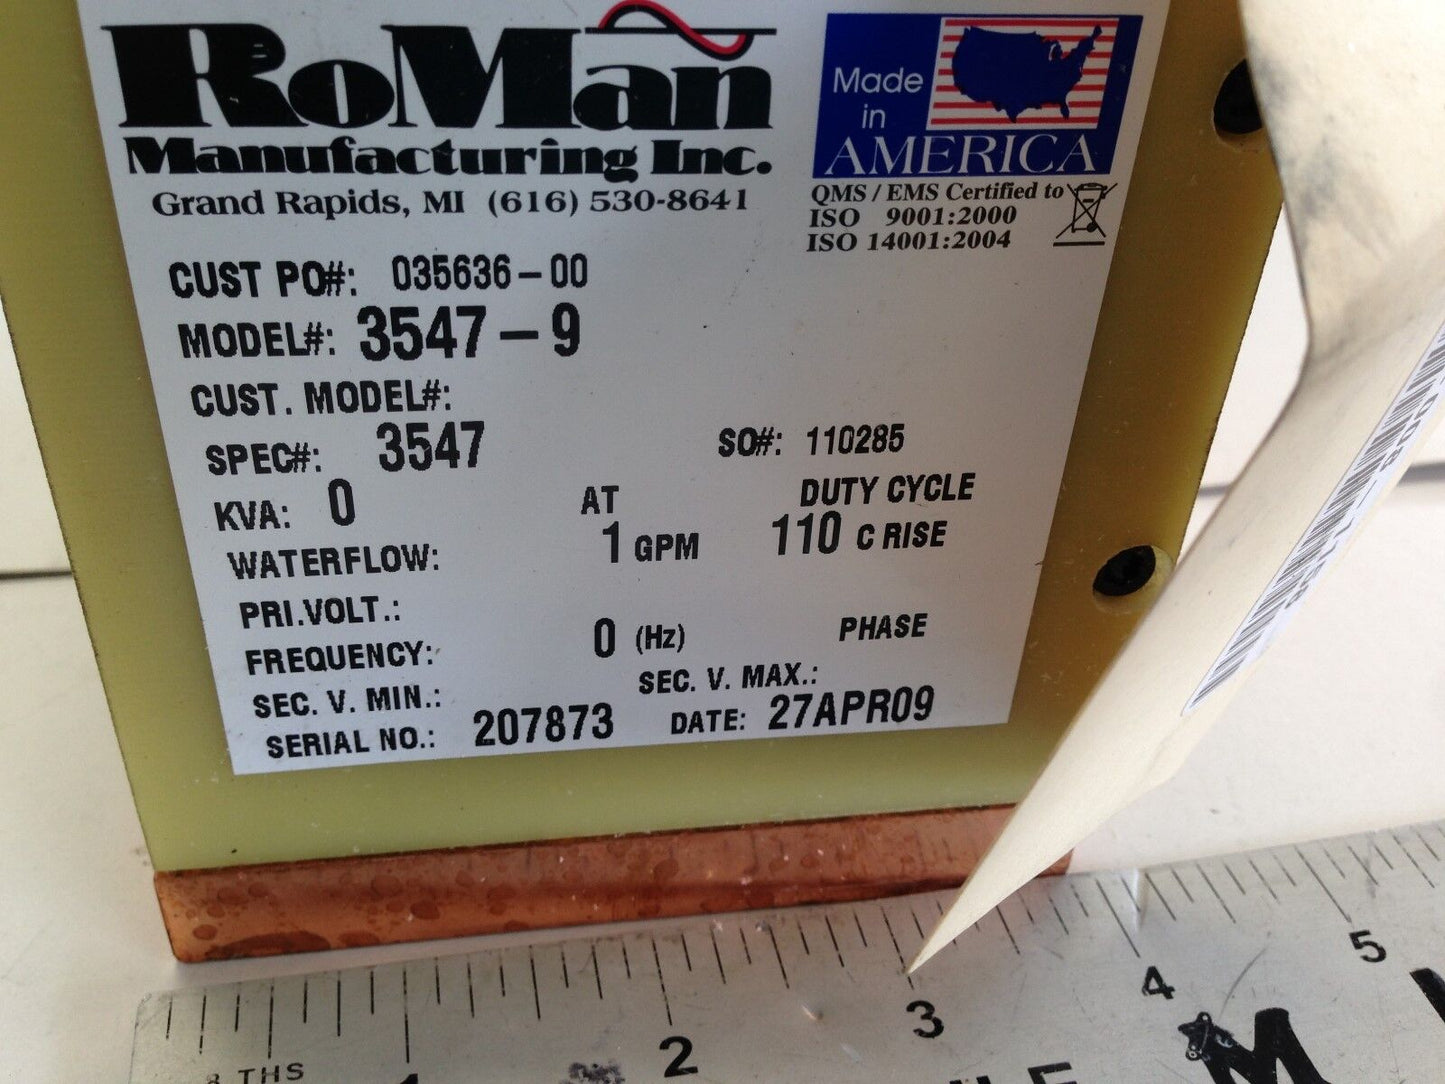 RoMan
Manufacturing Inc.
Grand Rapids, MI (616) 530-8641
Made
in
AMERICA
QMS / EMS Certified to
ISO 9001:2000
ISO 14001:2004
CUST PO#: 035636-00
MODEL#: 3547-9
CUST. MODEL#:
SPEC#: 3547 SO#: 110285
KVA: 0 AT DUTY CYCLE
WATERFLOW: 1 GPM 110 C RISE
PRI.VOLT.:
FREQUENCY: 0 (Hz) PHASE
SEC. V. MIN.: SEC. V. MAX.:
SERIAL NO.: 207873 DATE: 27APR09
8 THS
1 2 3 4 5